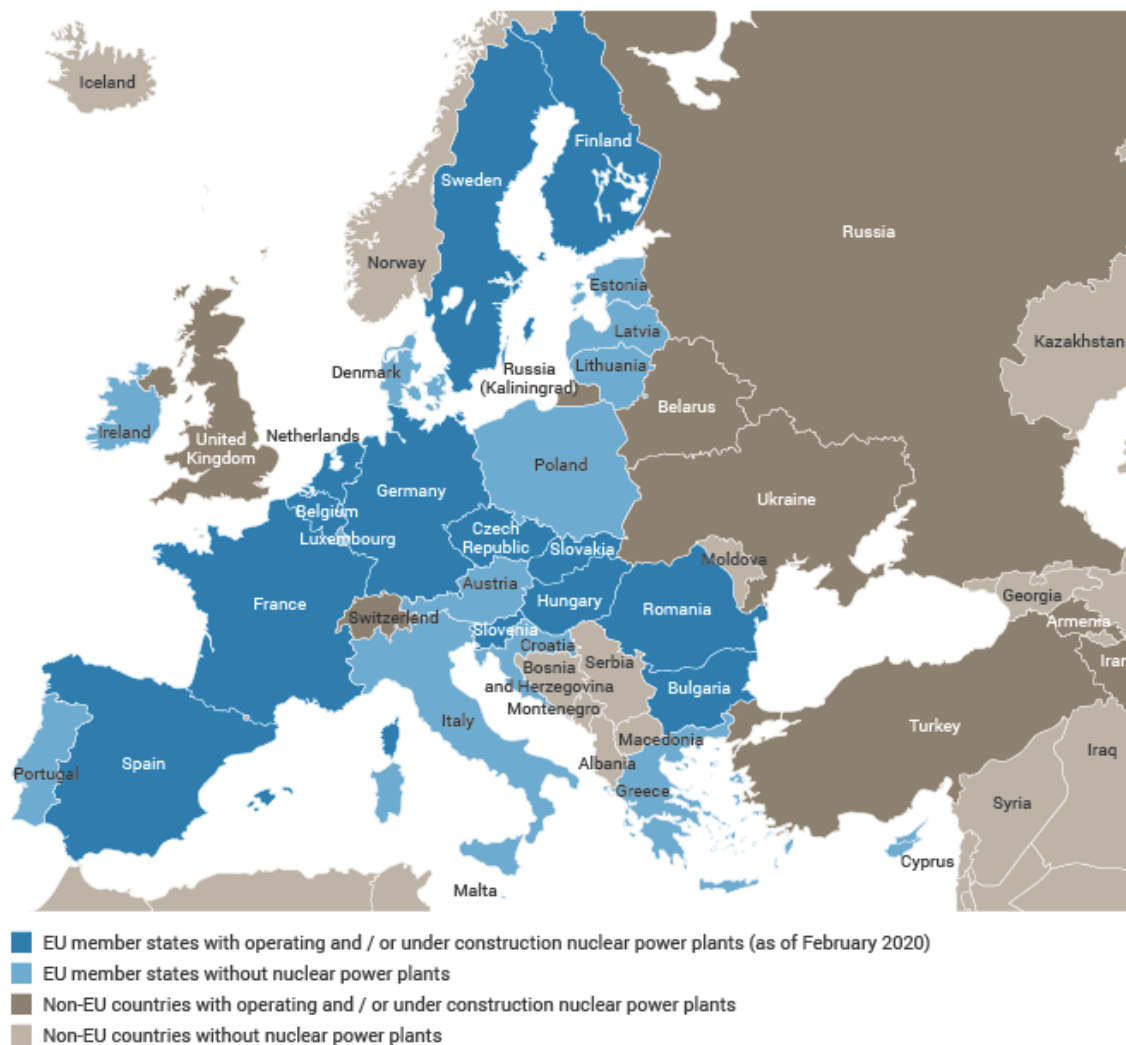 Iceland
Finland
Sweden
Russia
Norway
Estonia
Latvia
Kazakhstan
Denmark
Russia
(Kaliningrad)
Lithuania
Belarus
Ireland
United
Kingdom
Netherlands
Poland
Germany
Ukraine
Belgium
Luxembourg
Czech
Republic
Slovakia
Moldova
Austria
France
Switzerland
Hungary
Romania
Georgia
Armenia
Slovenia
Croatia
Serbia
Bosnia
and Herzegovina
Iran
Bulgaria
Montenegro
Italy
Turkey
Macedonia
Iraq
Portugal
Spain
Albania
Greece
Syria
Cyprus
Malta
EU member states with operating and / or under construction nuclear power plants (as of February 2020)
EU member states without nuclear power plants
Non-EU countries with operating and / or under construction nuclear power plants
Non-EU countries without nuclear power plants